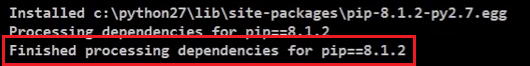 Installed c:\python27\lib\site-packages\pip-8.1.2-py2.7.egg
Processing dependencies for pip==8.1.2
Finished processing dependencies for pip==8.1.2